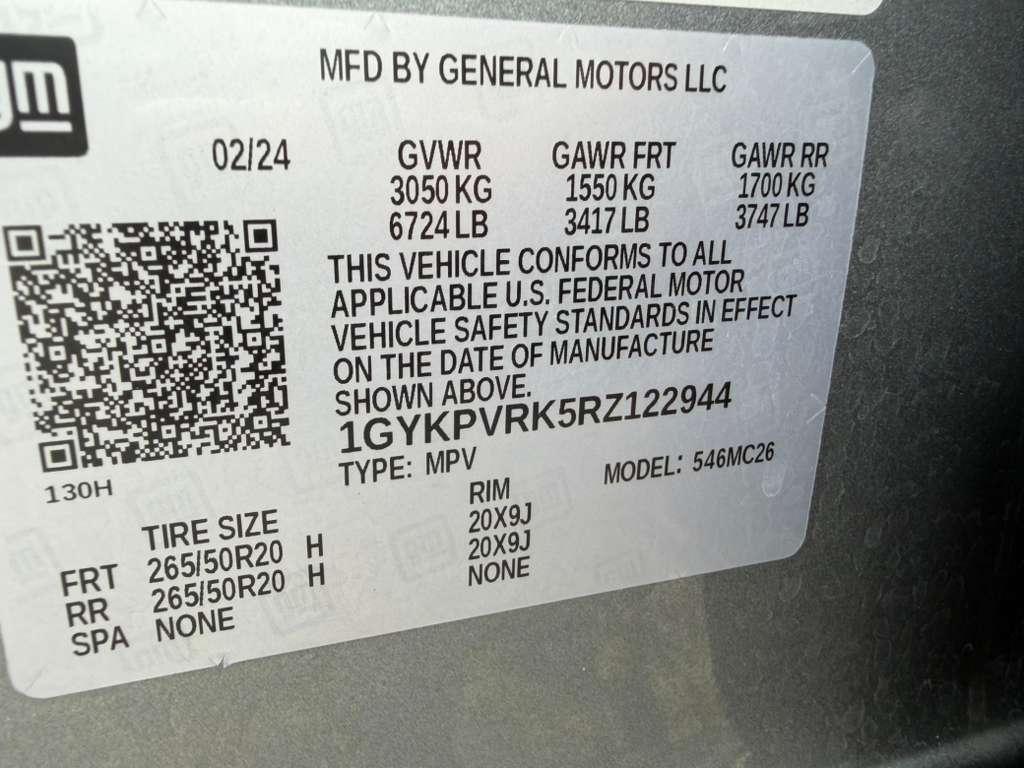 gm
MFD BY GENERAL MOTORS LLC
02/24 GVWR GAWR FRT GAWR RR
3050 KG 1550 KG 1700 KG
6724 LB 3417 LB 3747 LB
THIS VEHICLE CONFORMS TO ALL
APPLICABLE U.S. FEDERAL MOTOR
VEHICLE SAFETY STANDARDS IN EFFECT
ON THE DATE OF MANUFACTURE
SHOWN ABOVE.
1GYKPVRK5RZ122944
TYPE: MPV MODEL: 546MC26
130H
TIRE SIZE RIM
FRT 265/50R20 H 20X9J
RR 265/50R20 H 20X9J
SPA NONE NONE